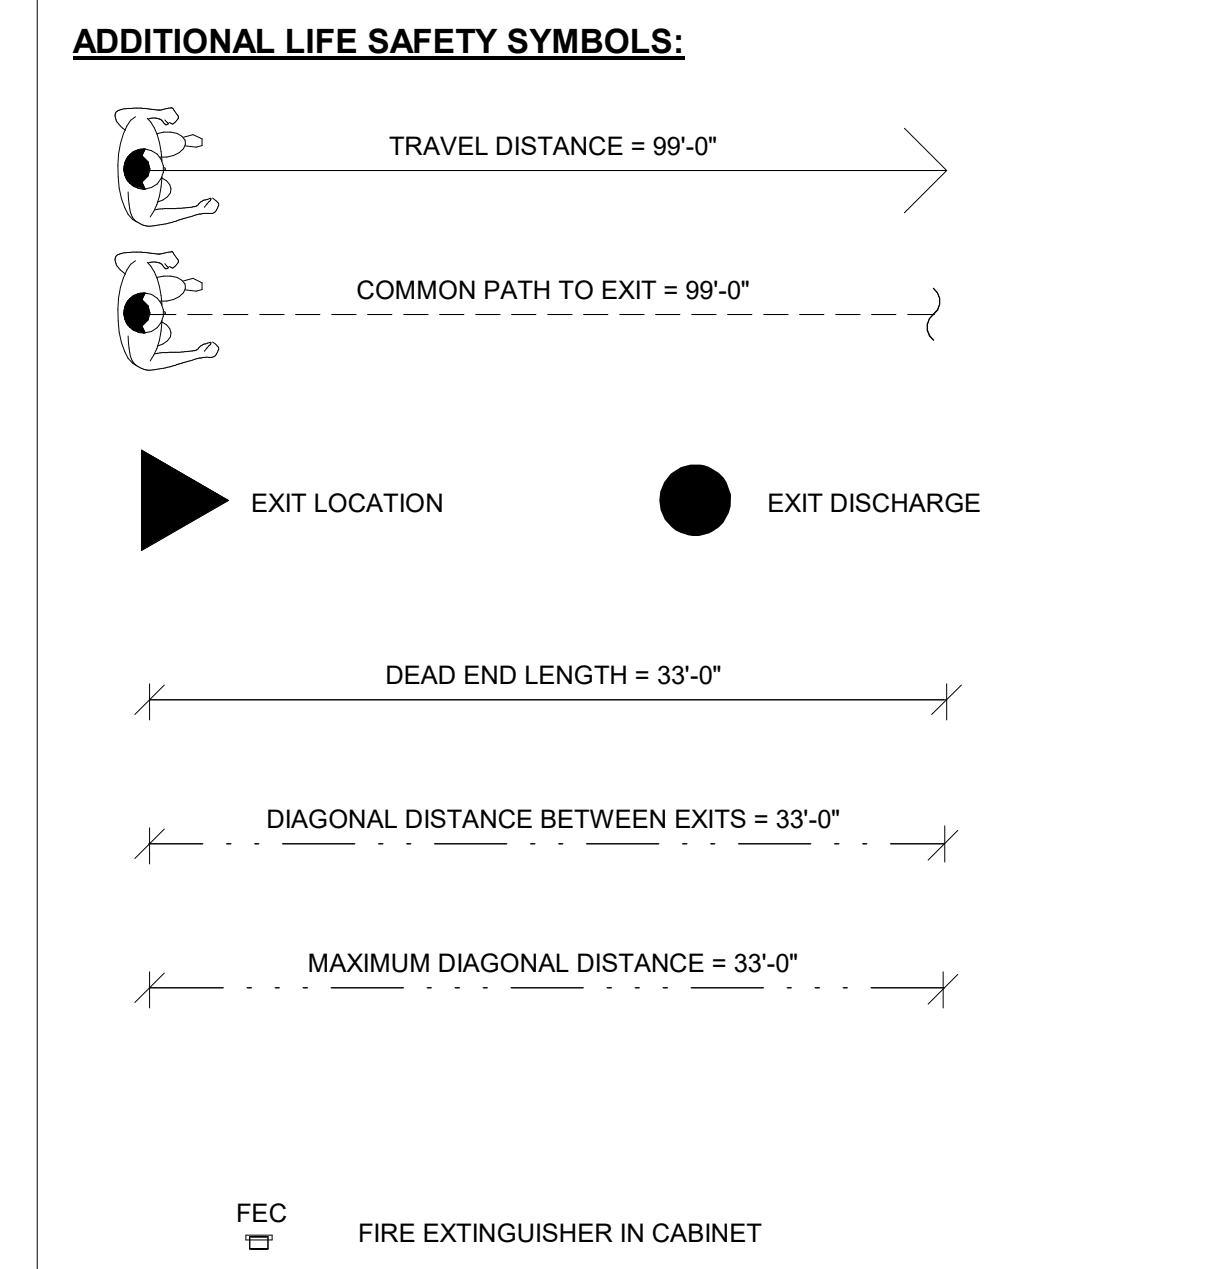 ADDITIONAL LIFE SAFETY SYMBOLS:
TRAVEL DISTANCE = 99'-0"
COMMON PATH TO EXIT = 99'-0"
EXIT LOCATION
EXIT DISCHARGE
DEAD END LENGTH = 33'-0"
DIAGONAL DISTANCE BETWEEN EXITS = 33'-0"
MAXIMUM DIAGONAL DISTANCE = 33'-0"
FEC
FIRE EXTINGUISHER IN CABINET